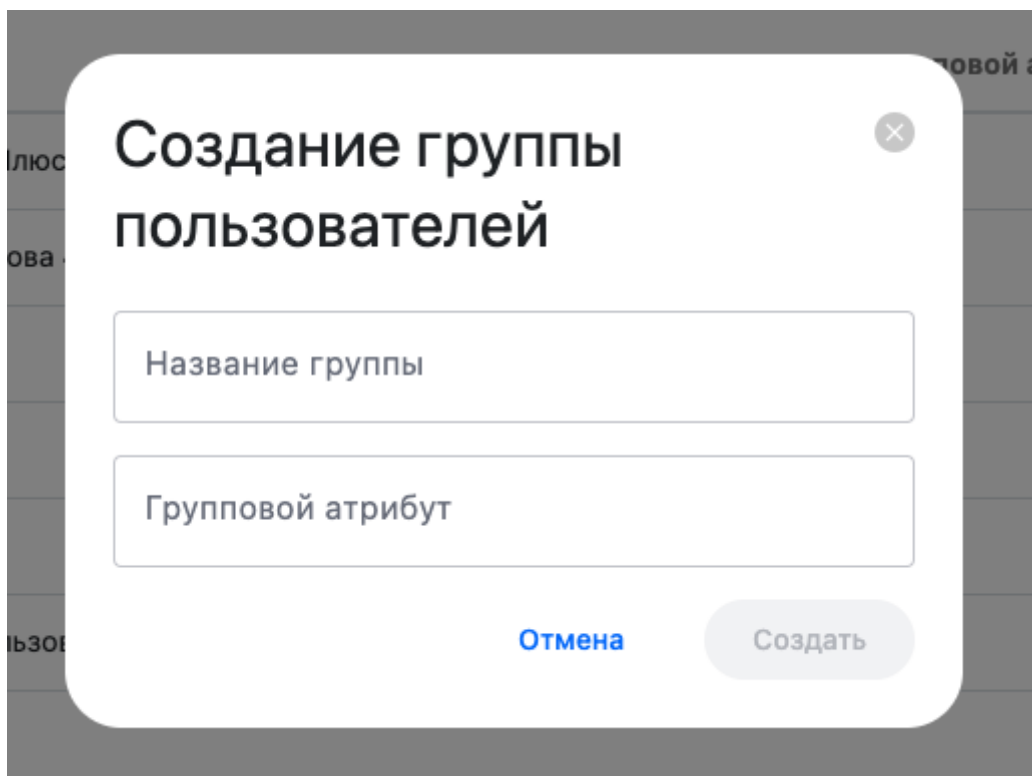 Создание группы
пользователей
Название группы
Групповой атрибут
Отмена
Создать